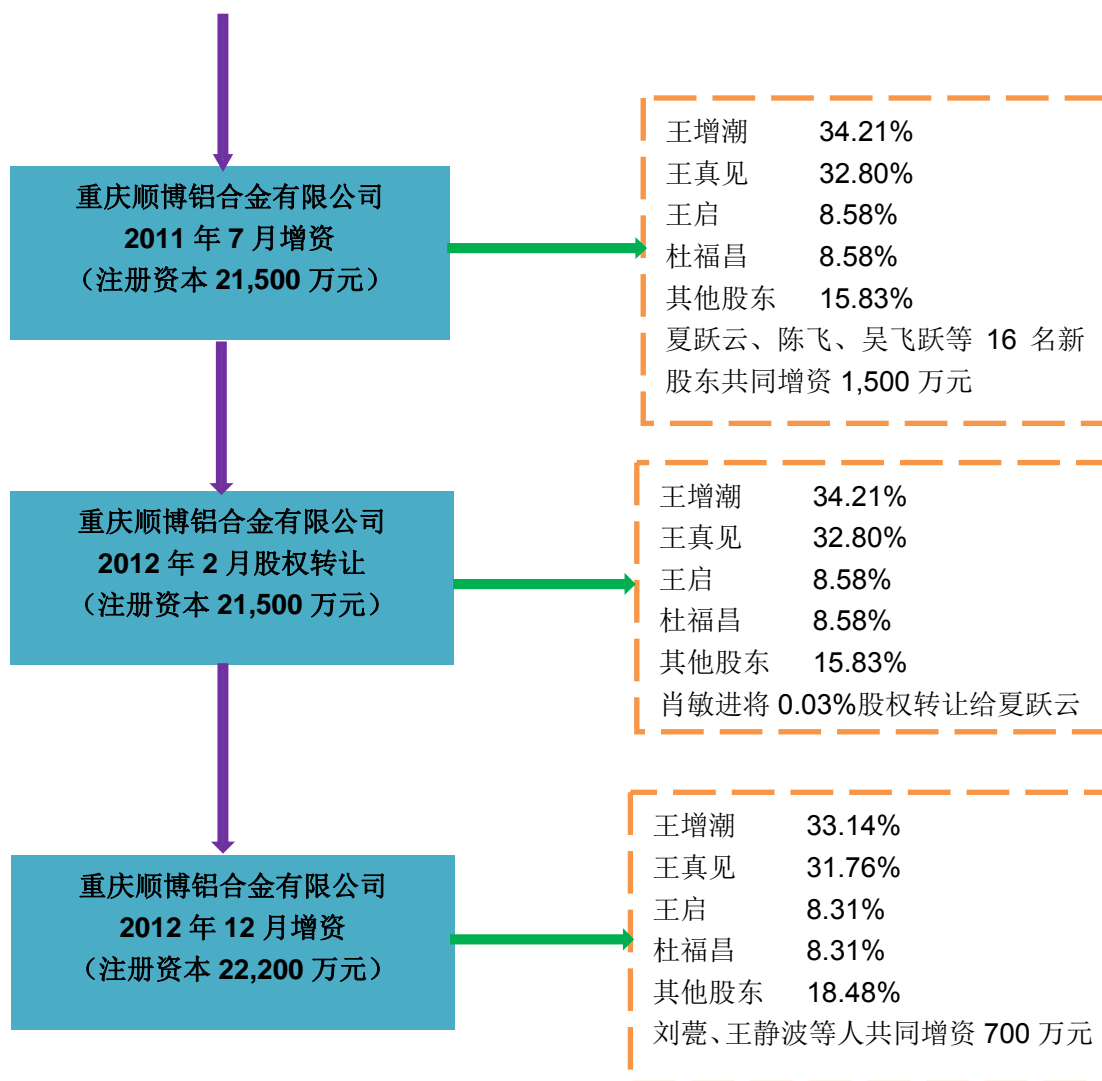 重庆顺博铝合金有限公司
2011 年 7 月增资
（注册资本 21,500 万元）
王增潮 34.21%
王真见 32.80%
王启 8.58%
杜福昌 8.58%
其他股东 15.83%
夏跃云、陈飞、吴飞跃等 16 名新
股东共同增资 1,500 万元
重庆顺博铝合金有限公司
2012 年 2 月股权转让
（注册资本 21,500 万元）
王增潮 34.21%
王真见 32.80%
王启 8.58%
杜福昌 8.58%
其他股东 15.83%
肖敏进将 0.03%股权转让给夏跃云
重庆顺博铝合金有限公司
2012 年 12 月增资
（注册资本 22,200 万元）
王增潮 33.14%
王真见 31.76%
王启 8.31%
杜福昌 8.31%
其他股东 18.48%
刘甍、王静波等人共同增资 700 万元